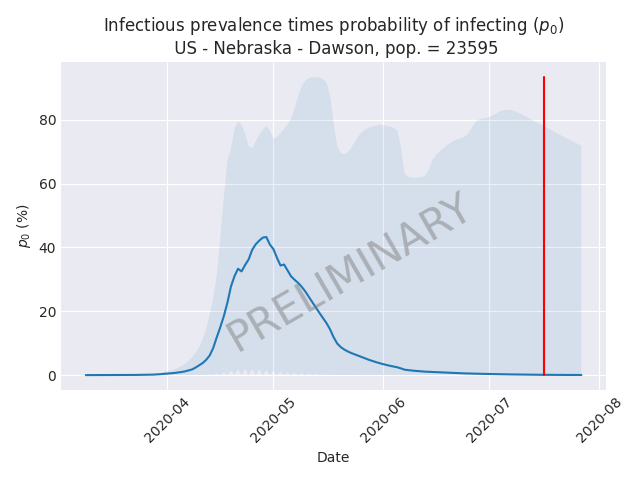 Infectious prevalence times probability of infecting (p₀)
US - Nebraska - Dawson, pop. = 23595
p₀ (%)
80
60
40
20
0
PRELIMINARY
2020-04
2020-05
2020-06
2020-07
2020-08
Date